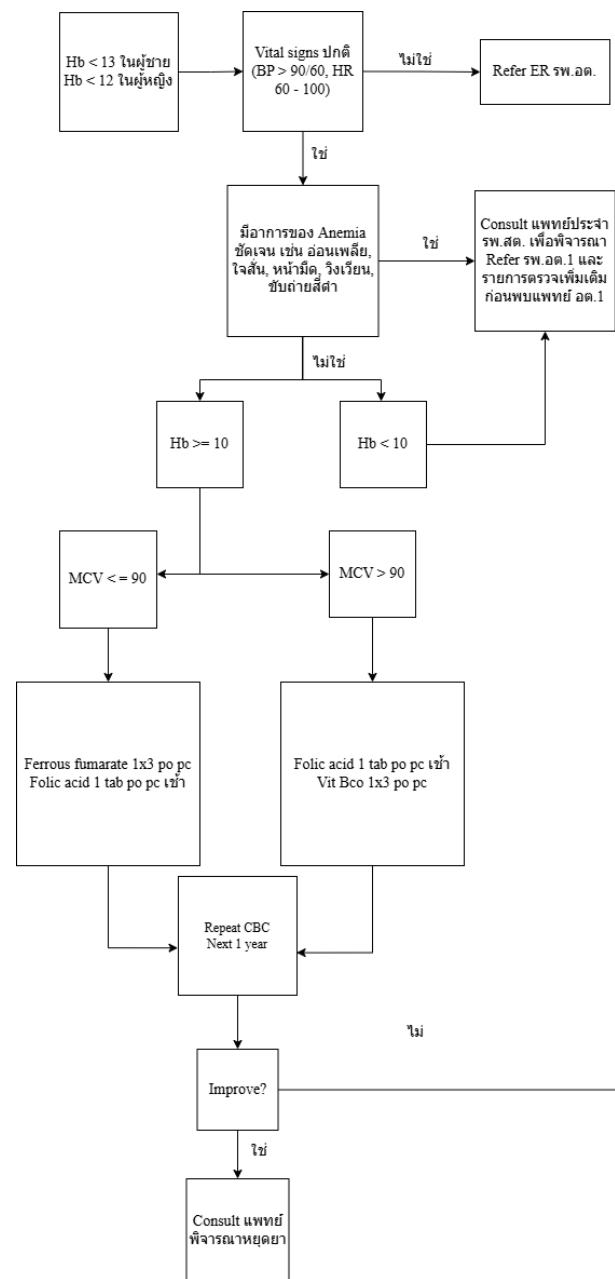 Hb < 13 ในผู้ชาย
Hb < 12 ในผู้หญิง
Vital signs ปกติ
(BP > 90/60, HR
60 - 100)
ไม่ใช่
Refer ER รพ.อต.
ใช่
มีอาการของ Anemia
ชัดเจน เช่น อ่อนเพลีย,
ใจสั่น, หน้ามืด, วิงเวียน,
ขับถ่ายสีดำ
ใช่
Consult แพทย์ประจำ
รพ.สต. เพื่อพิจารณา
Refer รพ.อต.1 และ
รายการตรวจเพิ่มเติม
ก่อนพบแพทย์ อต.1
ไม่ใช่
Hb >= 10
Hb < 10
MCV < = 90
MCV > 90
Ferrous fumarate 1x3 po pc
Folic acid 1 tab po pc เช้า
Folic acid 1 tab po pc เช้า
Vit Bco 1x3 po pc
Repeat CBC
Next 1 year
ไม่
Improve?
ใช่
Consult แพทย์
พิจารณาหยุดยา